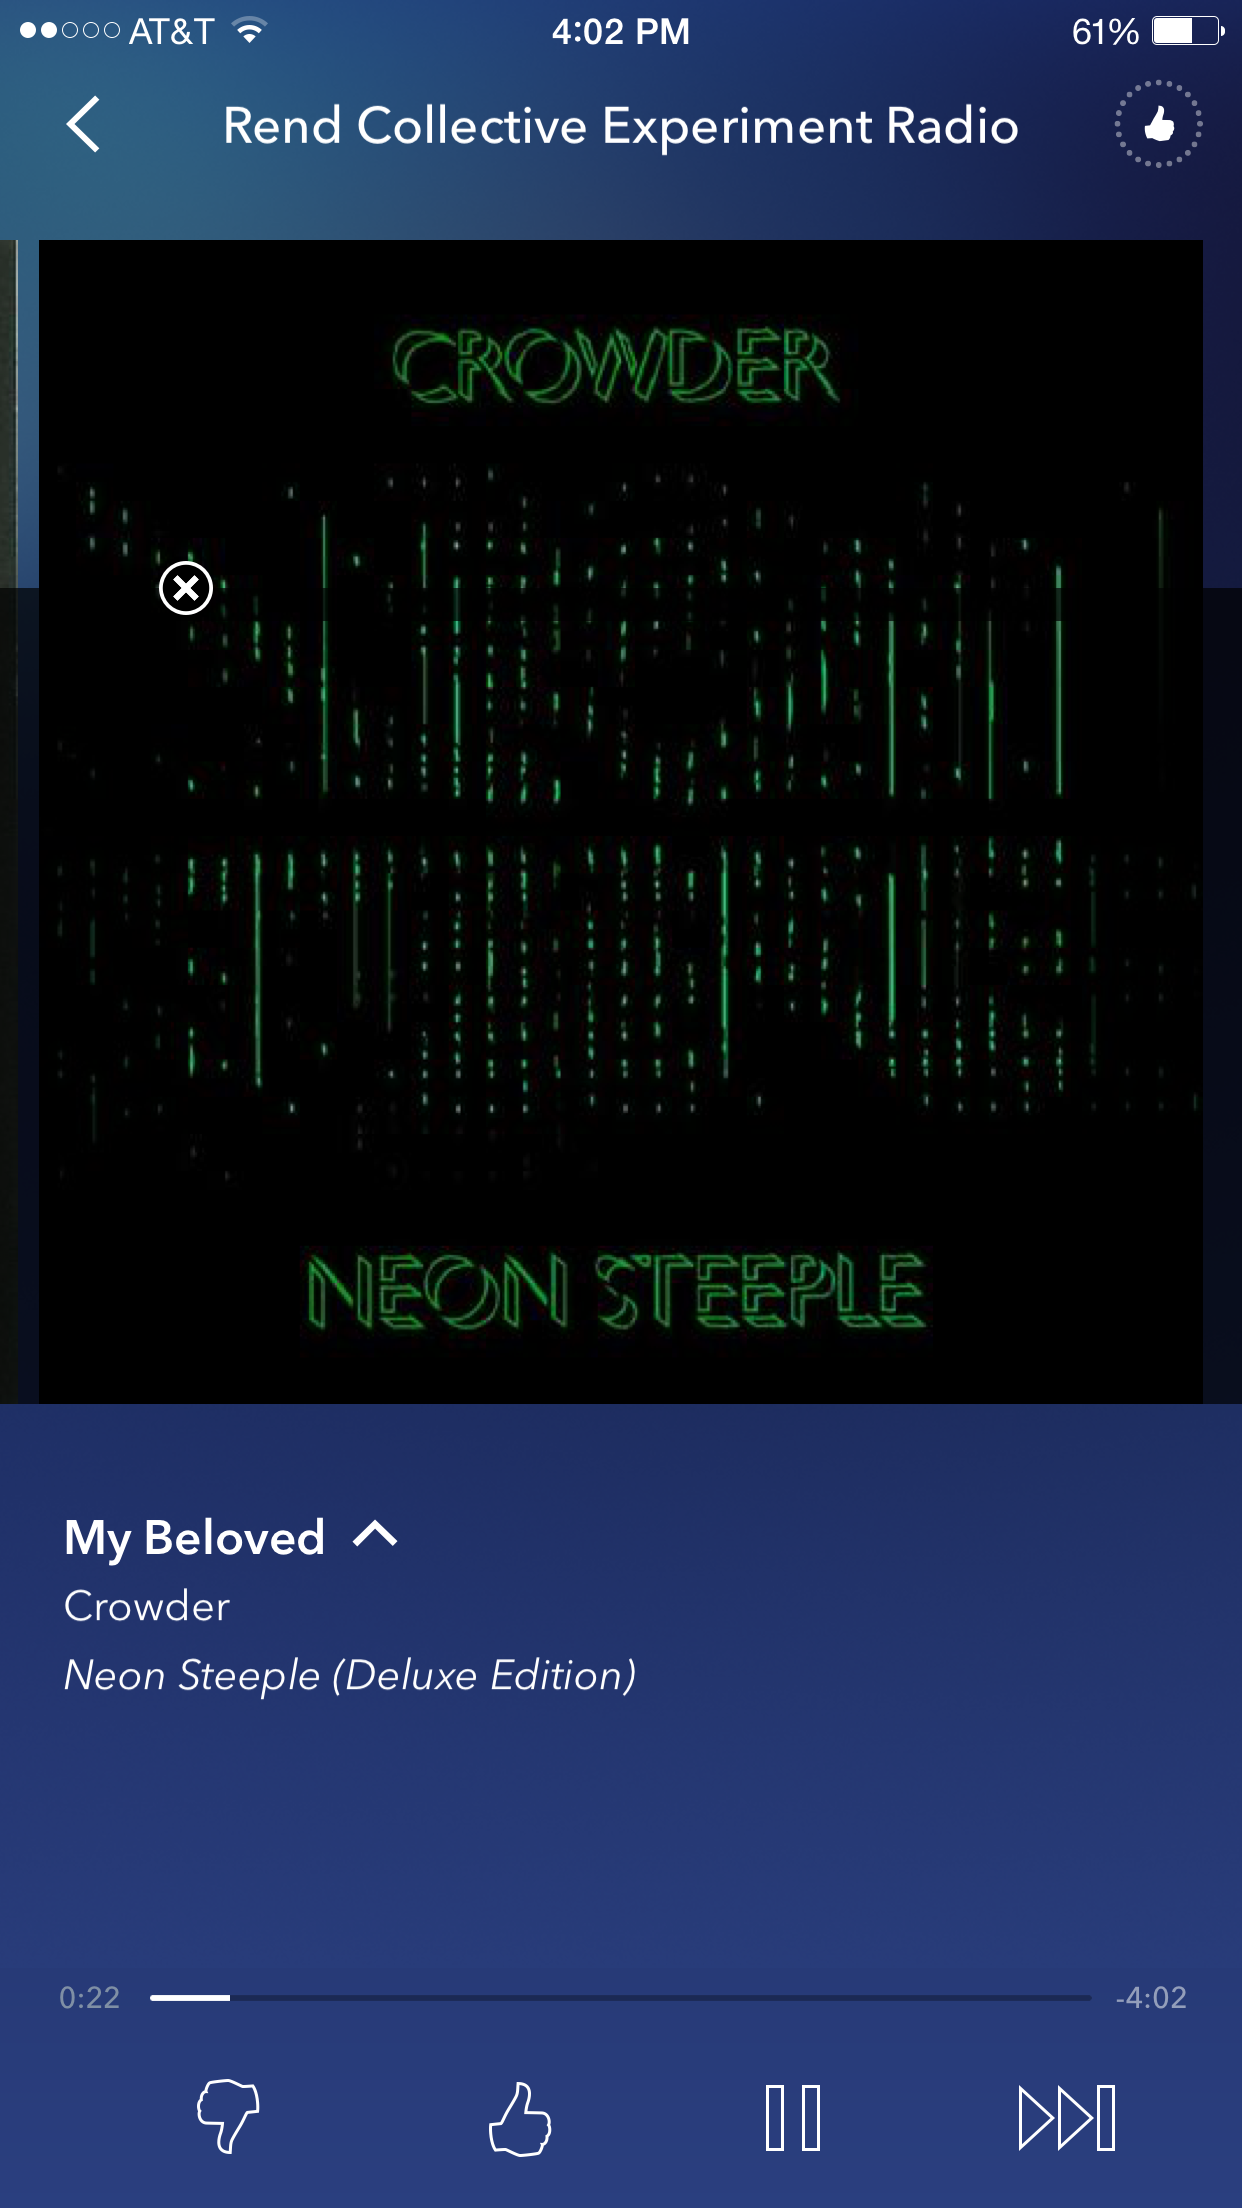 AT&T
4:02 PM
61%
Rend Collective Experiment Radio
CROWDER
NEON STEEPLE
My Beloved
Crowder
Neon Steeple (Deluxe Edition)
0:22
-4:02